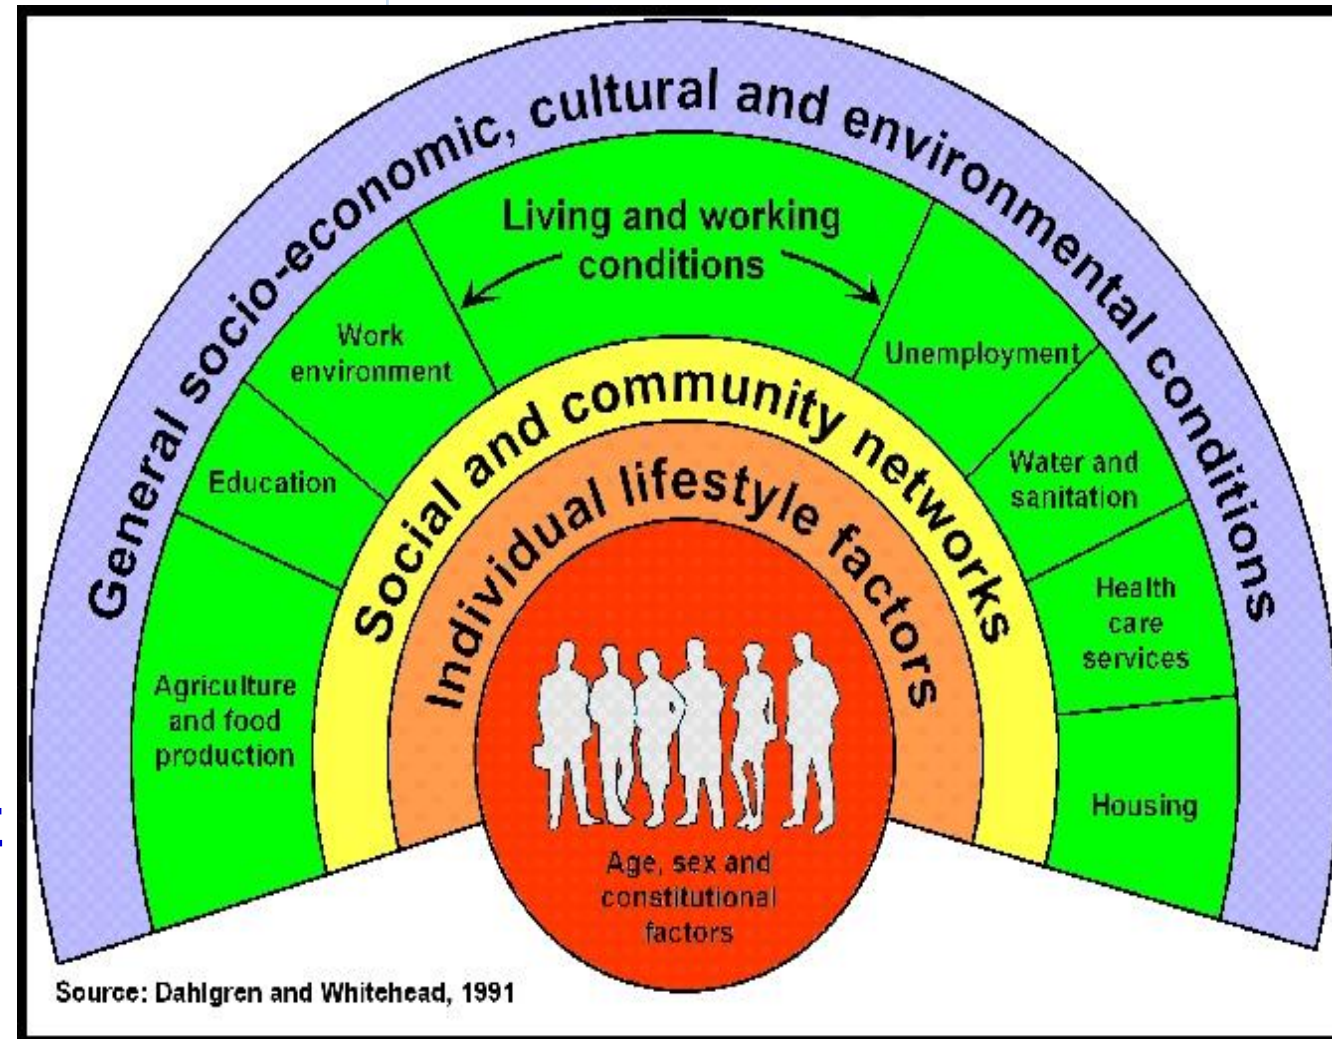 General socio-economic, cultural and environmental conditions
Living and working
conditions
Work
environment
Unemployment
Education
Water and
sanitation
Agriculture
and food
production
Health
care
services
Housing
Social and community networks
Individual lifestyle factors
Age, sex and
constitutional
factors
Source: Dahlgren and Whitehead, 1991